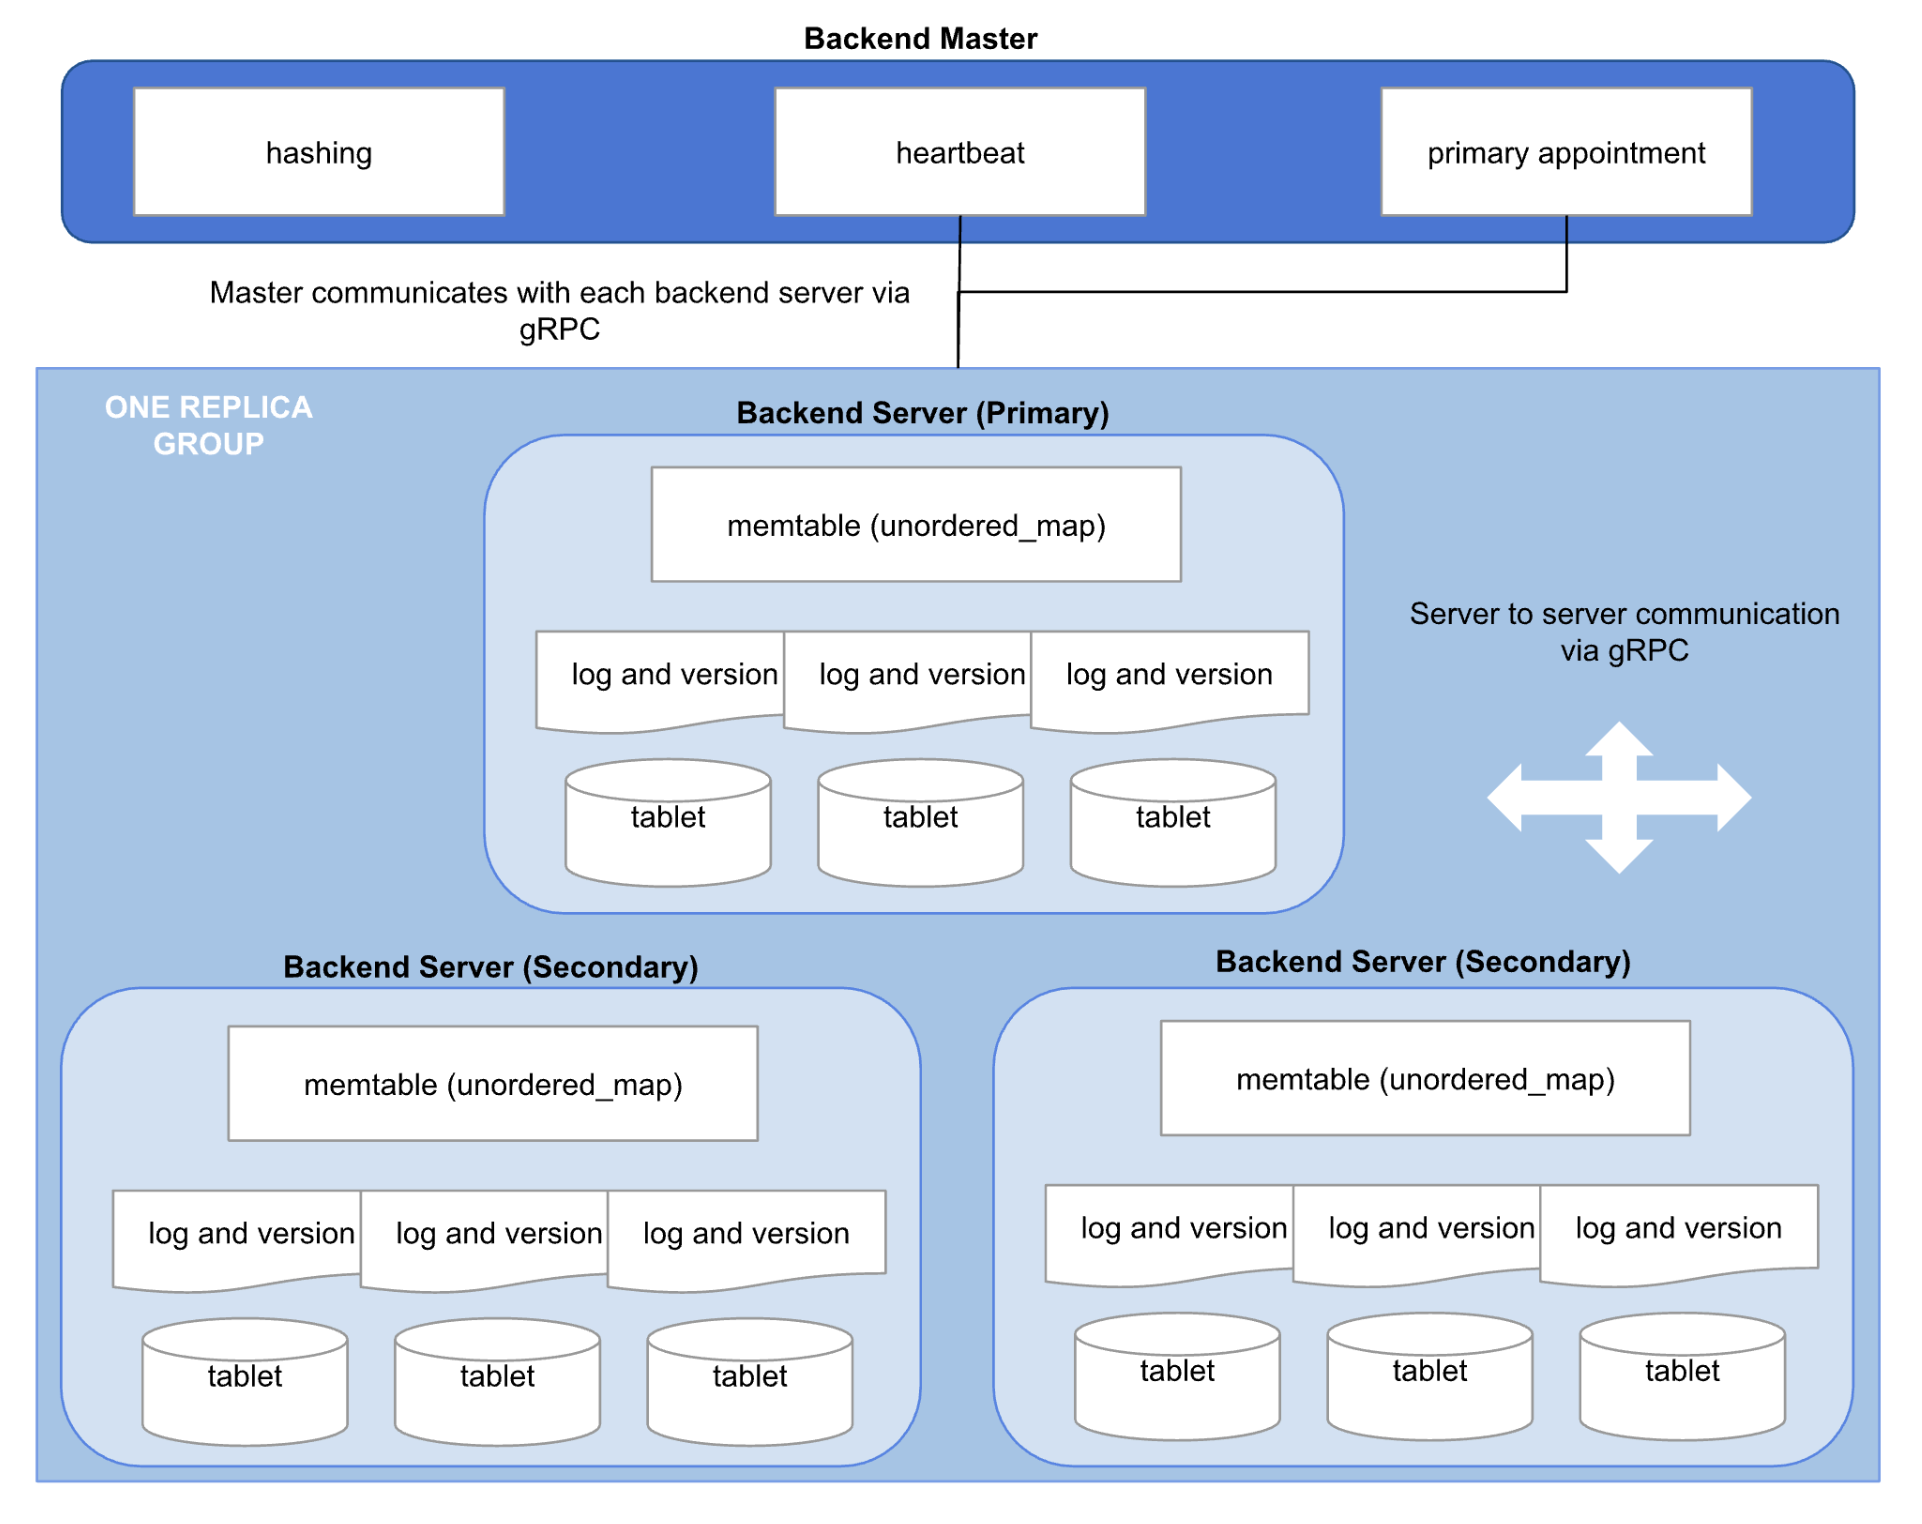 Backend Master
hashing
heartbeat
primary appointment
Master communicates with each backend server via
gRPC
ONE REPLICA
GROUP
Backend Server (Primary)
memtable (unordered_map)
log and version
log and version
log and version
tablet
tablet
tablet
Server to server communication
via gRPC
Backend Server (Secondary)
memtable (unordered_map)
log and version
log and version
log and version
tablet
tablet
tablet
Backend Server (Secondary)
memtable (unordered_map)
log and version
log and version
log and version
tablet
tablet
tablet